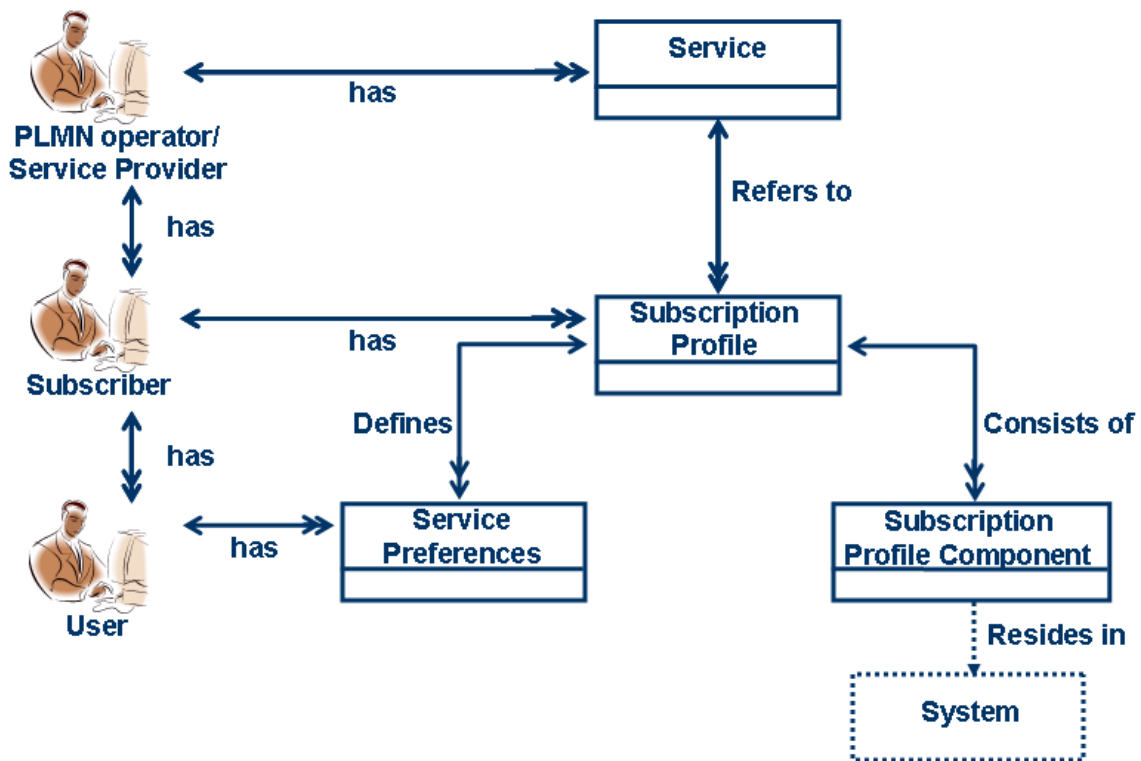 Service
has
PLMN operator/
Service Provider
Refers to
has
Subscription
Profile
has
Subscriber
Defines
Consists of
has
Service
Preferences
Subscription
Profile Component
has
User
Resides in
System